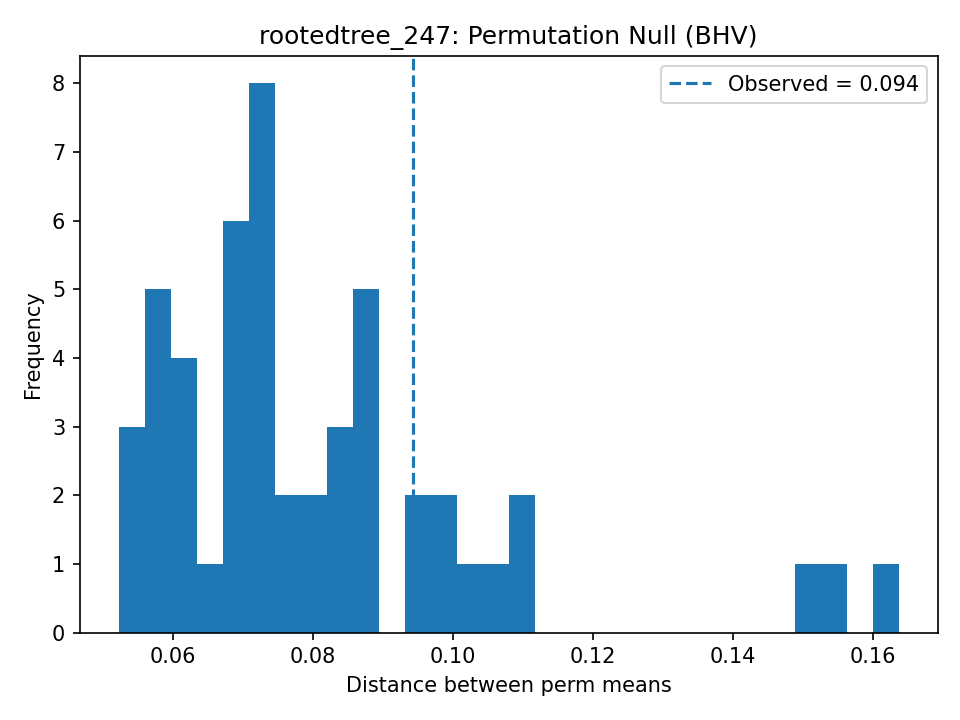 rootedtree_247: Permutation Null (BHV)
Observed = 0.094
Frequency
8
7
6
5
4
3
2
1
0
0.06 0.08 0.10 0.12 0.14 0.16
Distance between perm means